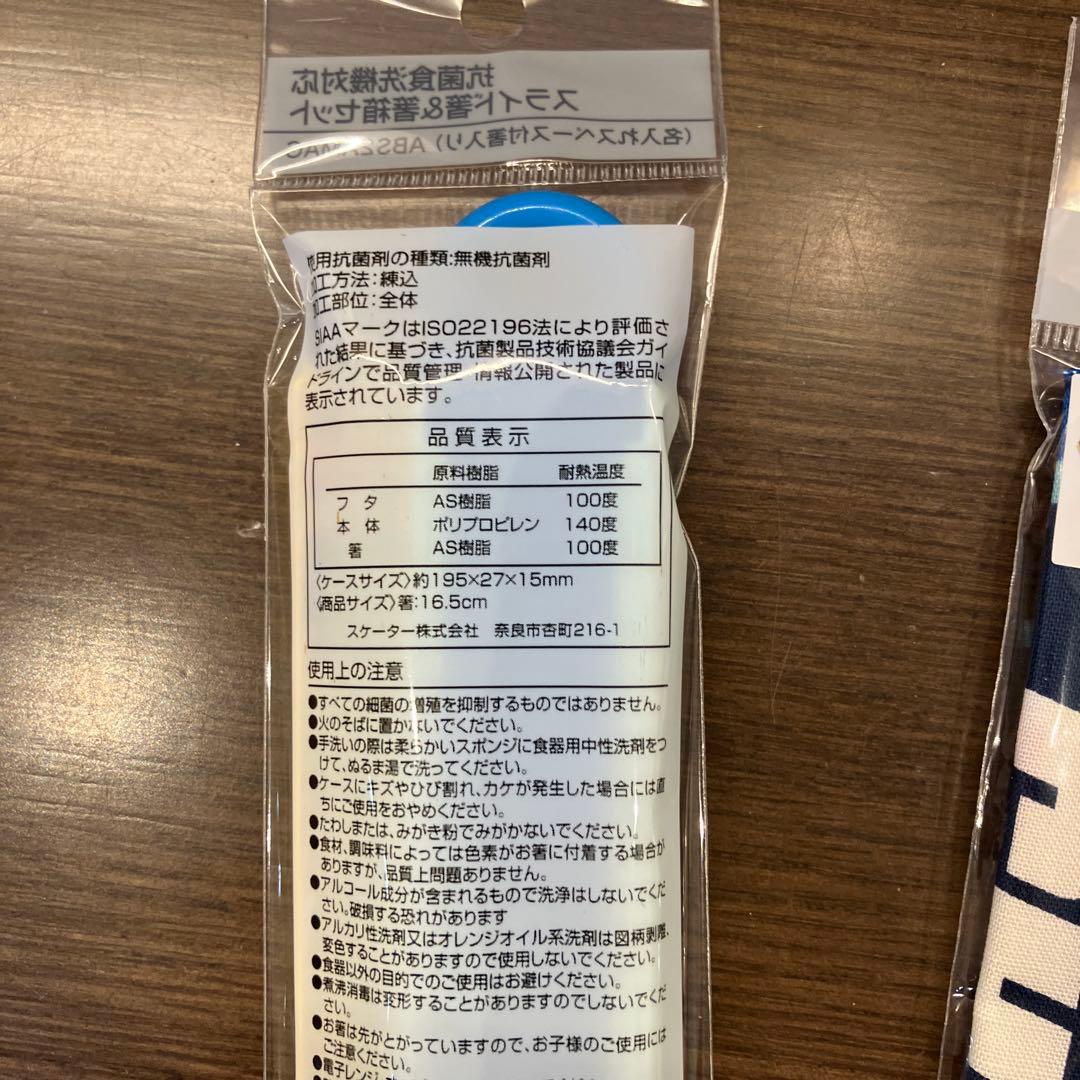 抗菌食洗機対応
スライド箸&箸箱セット
(名入れスペース付箸入り) ABS2AMAG
使用抗菌剤の種類:無機抗菌剤
加工方法:練込
加工部位:全体
SIAAマークはISO22196法により評価さ
れた結果に基づき、抗菌製品技術協議会ガイ
ドラインで品質管理・情報公開された製品に
表示されています。
品質表示
原料樹脂 耐熱温度
フタ AS樹脂 100度
本体 ポリプロピレン 140度
箸 AS樹脂 100度
〈ケースサイズ〉約195×27×15mm
〈商品サイズ〉箸:16.5cm
スケーター株式会社 奈良市杏町216-1
使用上の注意
●すべての細菌の増殖を抑制するものではありません。
●火のそばに置かないでください。
●手洗いの際は柔らかいスポンジに食器用中性洗剤をつ
けて、ぬるま湯で洗ってください。
●ケースにキズやひび割れ、カケが発生した場合には直
ちにご使用をおやめください。
●たわしまたは、みがき粉でみがかないでください。
●食材、調味料によっては色素がお箸に付着する場合が
ありますが、品質上問題ありません。
●アルコール成分が含まれるもので洗浄はしないでくだ
さい。破損する恐れがあります
●アルカリ性洗剤又はオレンジオイル系洗剤は図柄剥離、
変色することがありますので使用しないでください。
●食器以外の目的でのご使用はお避けください。
●煮沸消毒は変形することがありますのでしないでくだ
さい。
●お箸は先がとがっていますので、お子様のご使用には
ご注意ください。
●電子レンジ